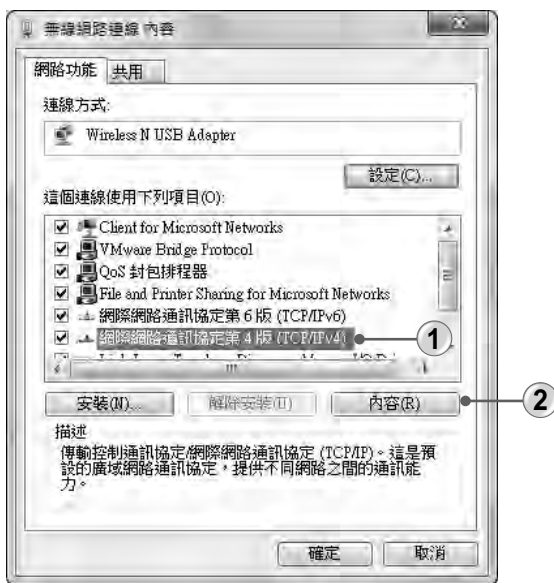 無線網路連線 內容
網路功能 共用
連線方式:
Wireless N USB Adapter
設定(C)...
這個連線使用下列項目(O):
Client for Microsoft Networks
VMware Bridge Protocol
QoS 封包排程器
File and Printer Sharing for Microsoft Networks
網際網路通訊協定第 6 版 (TCP/IPv6)
網際網路通訊協定第 4 版 (TCP/IPv4)
1
安裝(N)... 解除安裝(U) 內容(R)
2
描述
傳輸控制通訊協定/網際網路通訊協定 (TCP/IP)。這是預
設的廣域網路通訊協定，提供不同網路之間的通訊能
力。
確定 取消